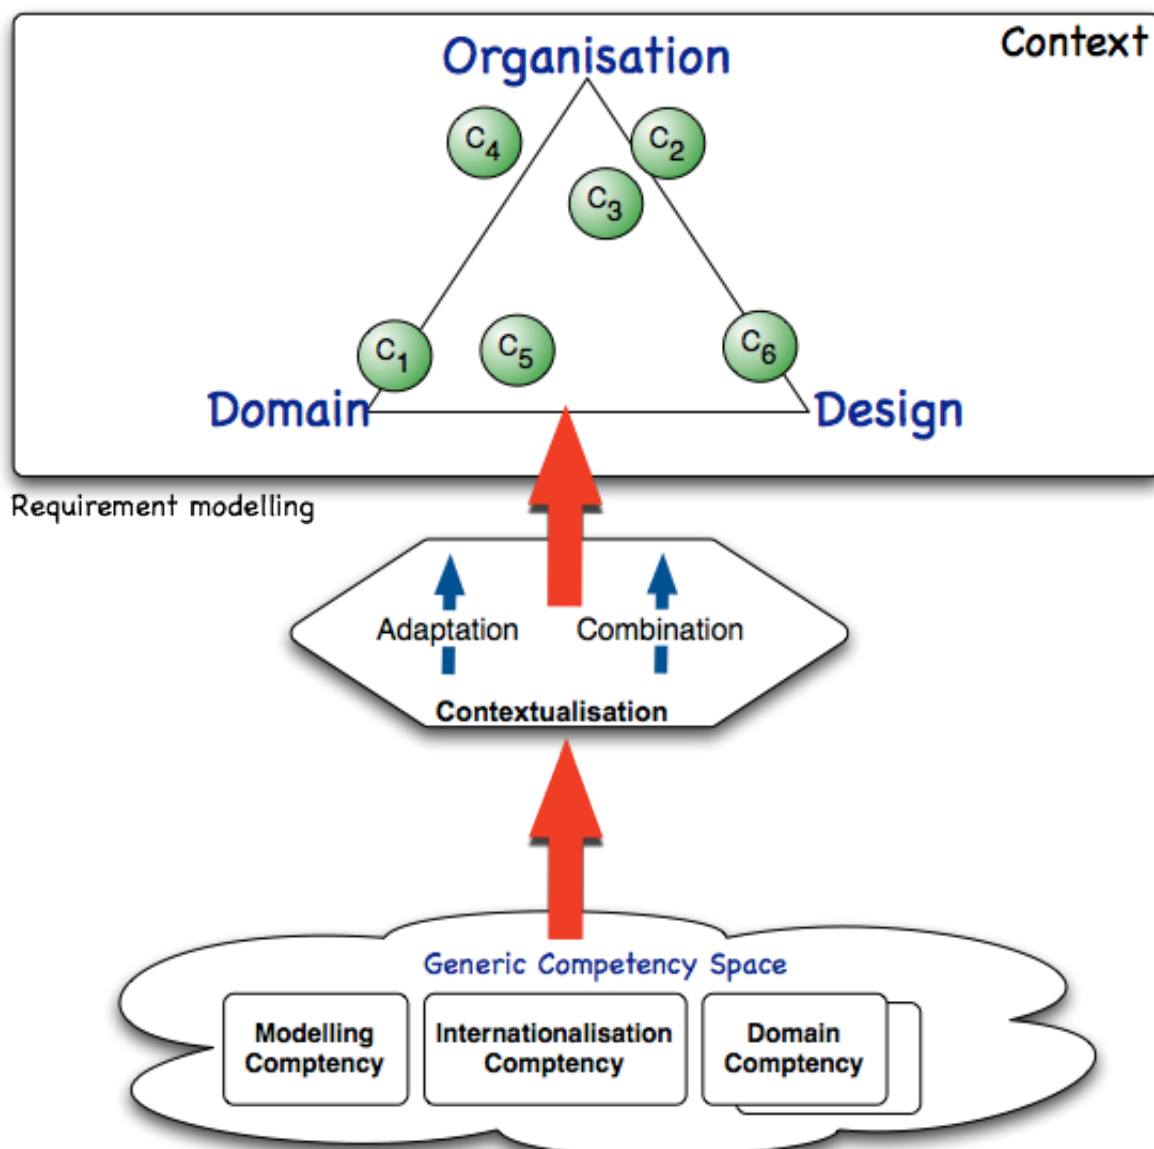 Context
Organisation
C4
C2
C3
C1
C5
C6
Domain
Design
Requirement modelling
Adaptation
Combination
Contextualisation
Generic Competency Space
Modelling
Comptency
Internationalisation
Comptency
Domain
Comptency